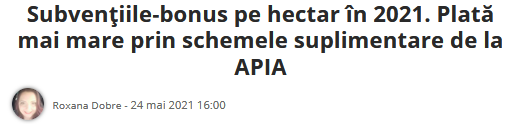 Subvenţiile-bonus pe hectar în 2021. Plată
mai mare prin schemele suplimentare de la
APIA
Roxana Dobre - 24 mai 2021 16:00